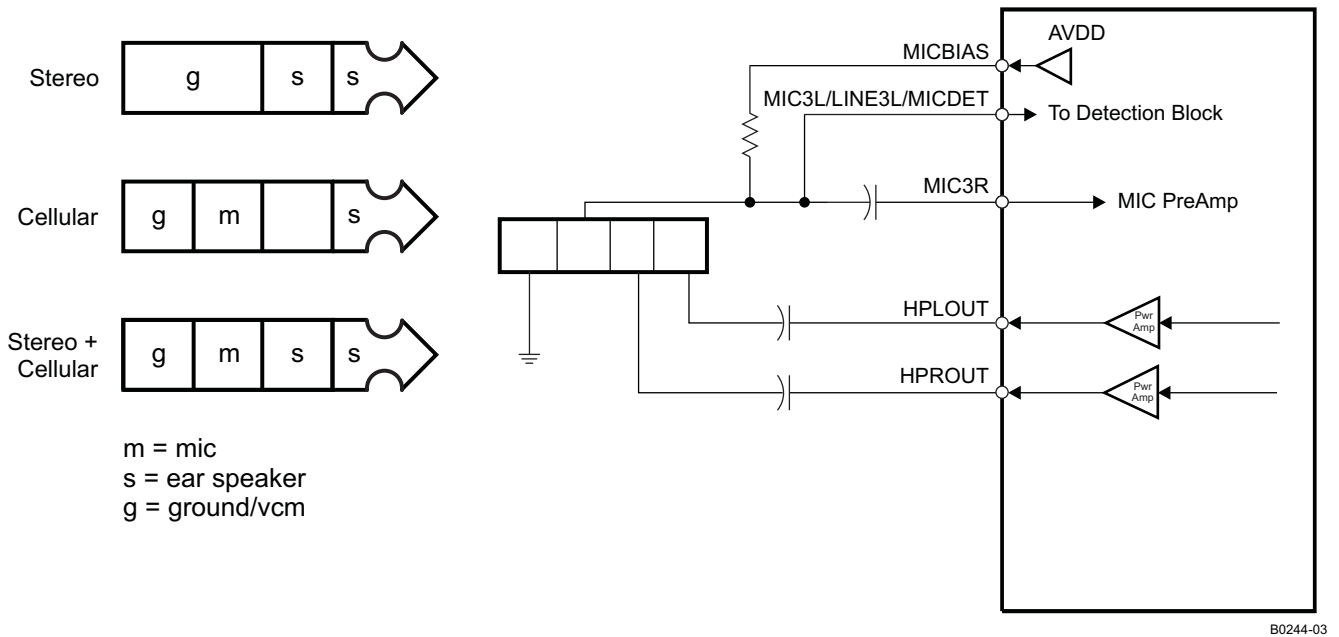 Stereo
g s s
Cellular
g m s
Stereo +
Cellular
g m s s
m = mic
s = ear speaker
g = ground/vcm
AVDD
MICBIAS
MIC3L/LINE3L/MICDET
To Detection Block
MIC3R
MIC PreAmp
HPLOUT
Pwr
Amp
HPROUT
Pwr
Amp
B0244-03